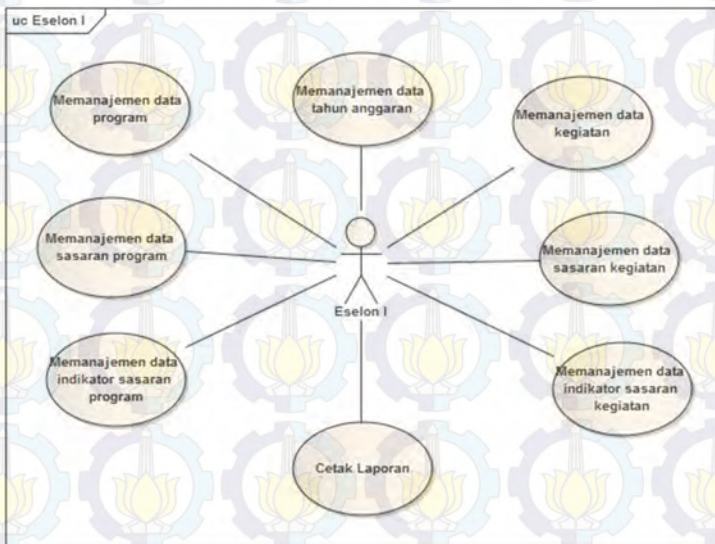 uc Eselon I
Memanajemen data
program
Memanajemen data
tahun anggaran
Memanajemen data
kegiatan
Memanajemen data
sasaran program
Memanajemen data
sasaran kegiatan
Eselon I
Memanajemen data
indikator sasaran
program
Memanajemen data
indikator sasaran
kegiatan
Cetak Laporan